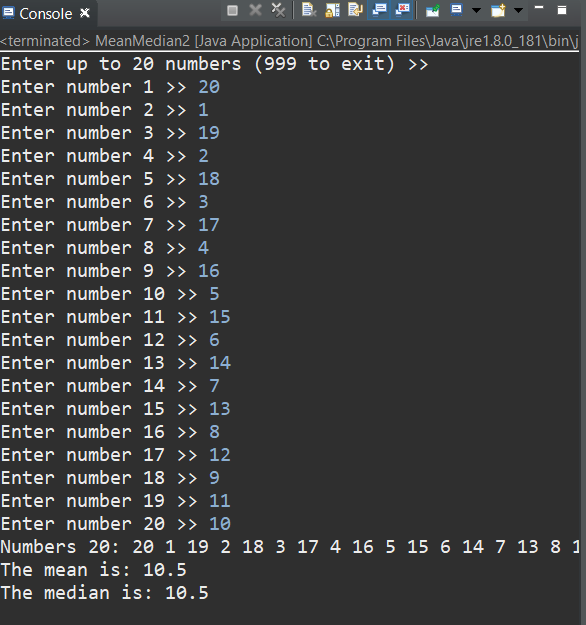 Console
<terminated> MeanMedian2 [Java Application] C:\Program Files\Java\jre1.8.0_181\bin\j
Enter up to 20 numbers (999 to exit) >>
Enter number 1 >> 20
Enter number 2 >> 1
Enter number 3 >> 19
Enter number 4 >> 2
Enter number 5 >> 18
Enter number 6 >> 3
Enter number 7 >> 17
Enter number 8 >> 4
Enter number 9 >> 16
Enter number 10 >> 5
Enter number 11 >> 15
Enter number 12 >> 6
Enter number 13 >> 14
Enter number 14 >> 7
Enter number 15 >> 13
Enter number 16 >> 8
Enter number 17 >> 12
Enter number 18 >> 9
Enter number 19 >> 11
Enter number 20 >> 10
Numbers 20: 20 1 19 2 18 3 17 4 16 5 15 6 14 7 13 8 1
The mean is: 10.5
The median is: 10.5